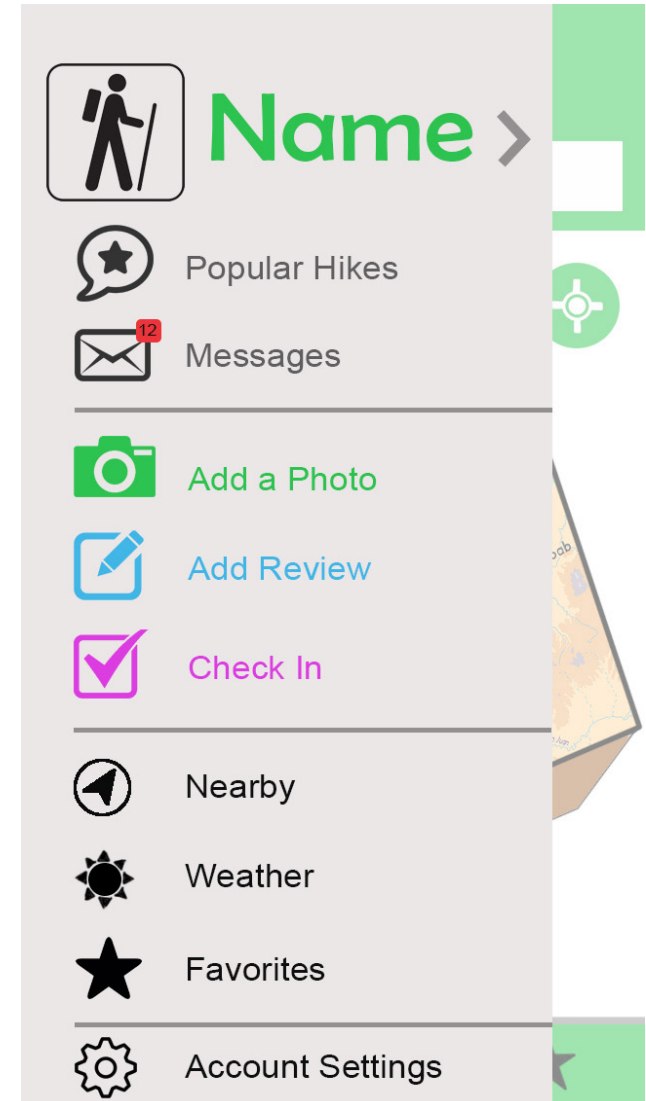 Name
Popular Hikes
12
Messages
Add a Photo
Add Review
Check In
Nearby
Weather
Favorites
Account Settings